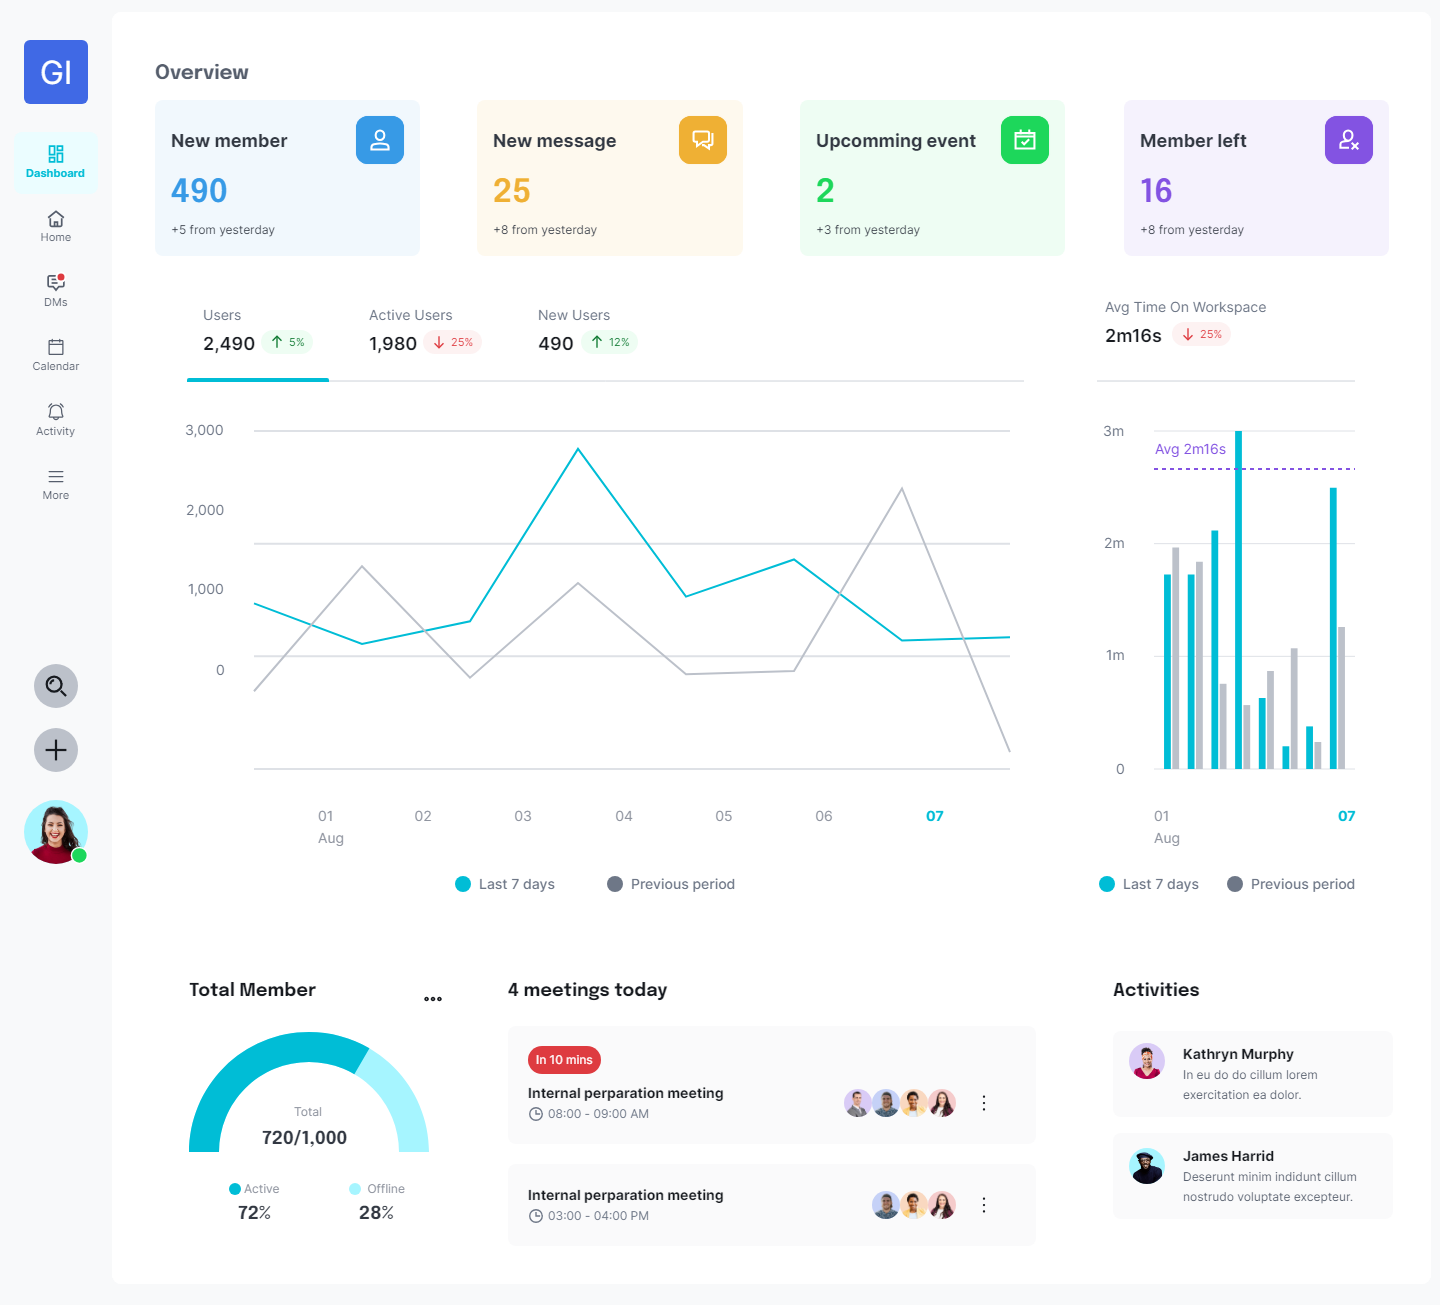 GI
Dashboard
Home
DMs
Calendar
Activity
More
Overview
New member
490
+5 from yesterday
New message
25
+8 from yesterday
Upcomming event
2
+3 from yesterday
Member left
16
+8 from yesterday
Users
2,490 5%
Active Users
1,980 25%
New Users
490 12%
3,000
2,000
1,000
0
01 02 03 04 05 06 07
Aug
Last 7 days Previous period
Avg Time On Workspace
2m16s 25%
3m
Avg 2m16s
2m
1m
0
01 07
Aug
Last 7 days Previous period
Total Member
Total
720/1,000
Active Offline
72% 28%
4 meetings today
In 10 mins
Internal perparation meeting
08:00 - 09:00 AM
Internal perparation meeting
03:00 - 04:00 PM
Activities
Kathryn Murphy
In eu do do cillum lorem
exercitation ea dolor.
James Harrid
Deserunt minim indidunt cillum
nostrudo voluptate excepteur.